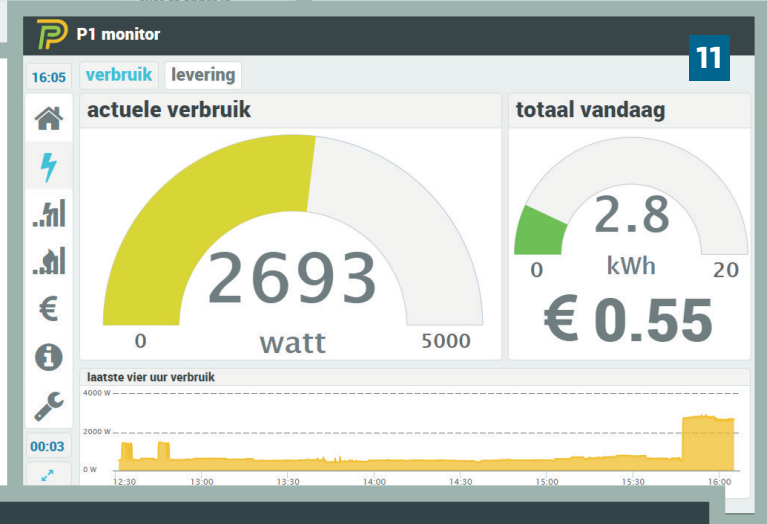 P1 monitor
11
16:05
verbruik levering
actuele verbruik
totaal vandaag
2693
0 watt 5000
2.8
0 kWh 20
€ 0.55
€
00:03
laatste vier uur verbruik
4000 W
2000 W
0 W
12:30 13:00 13:30 14:00 14:30 15:00 15:30 16:00